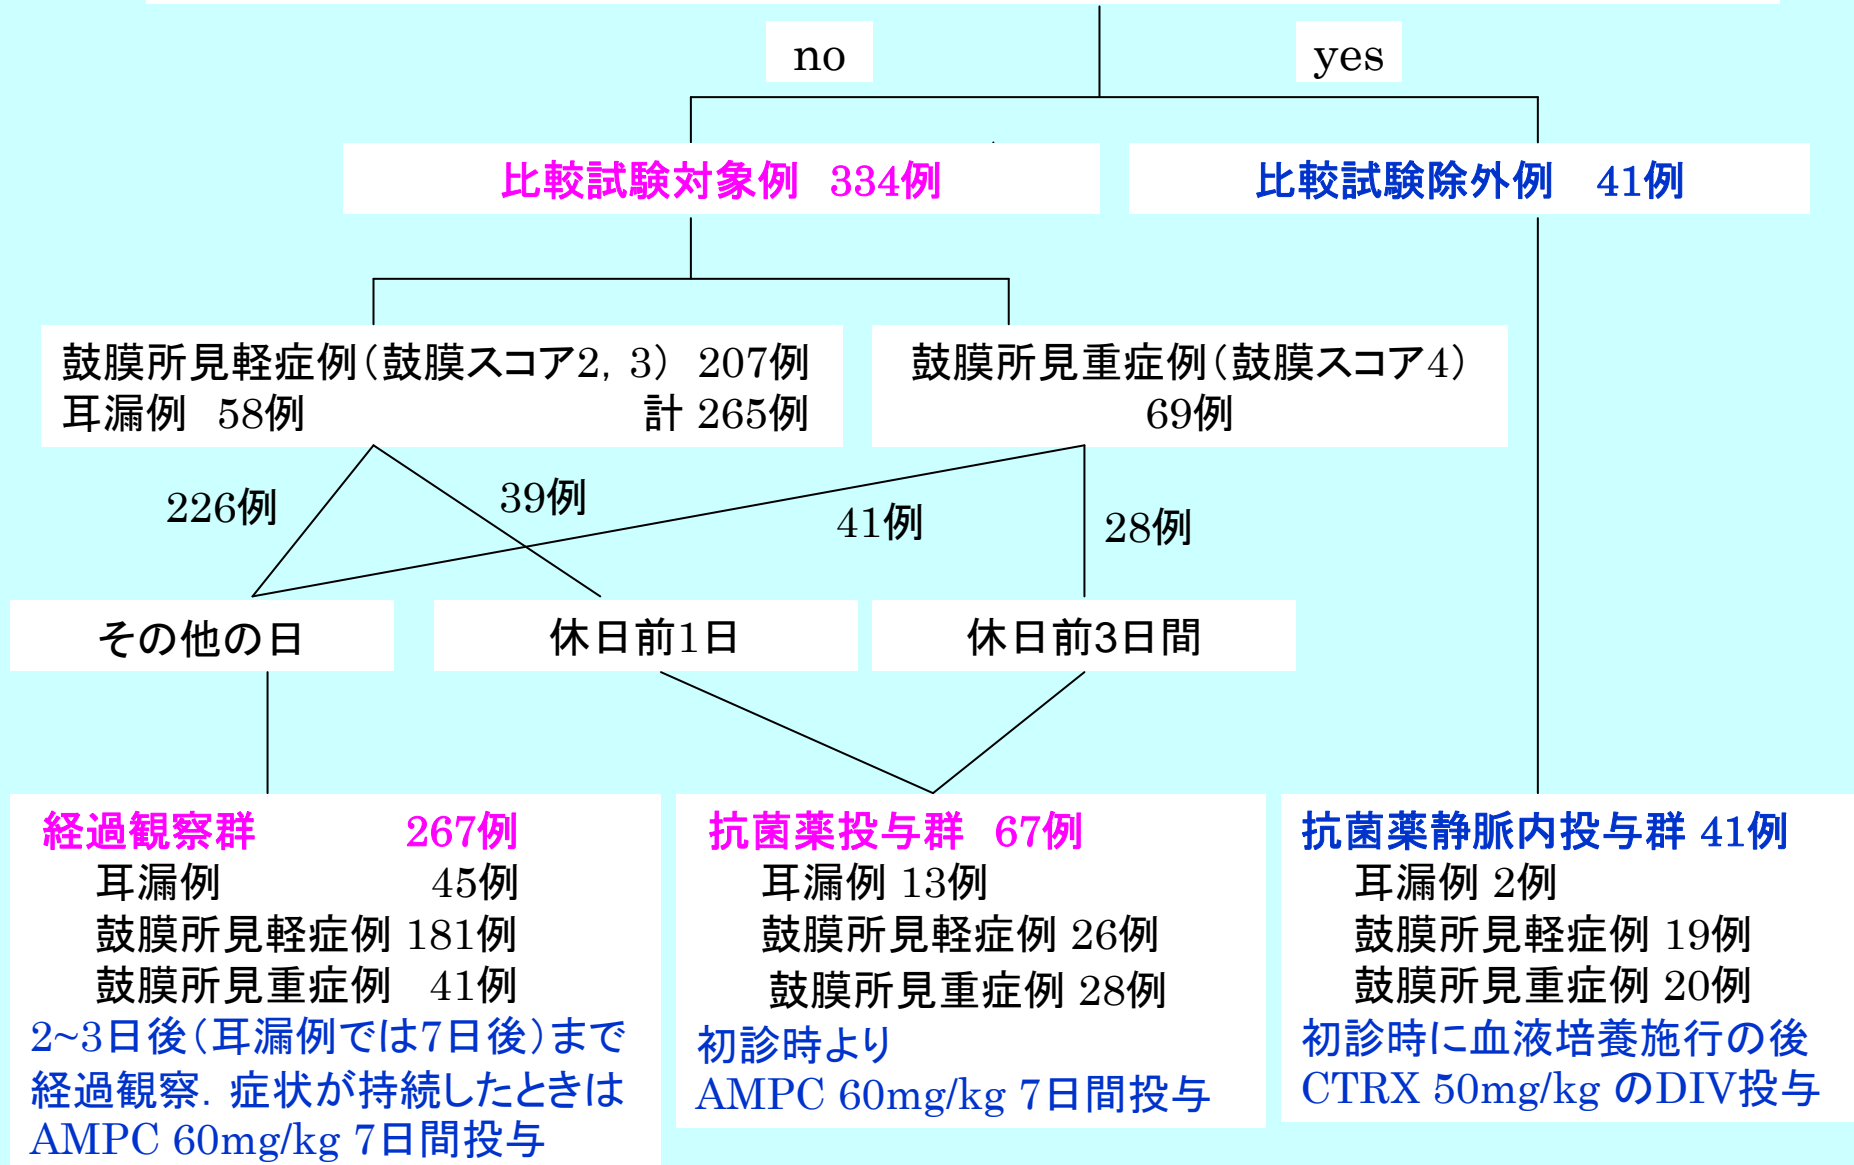 no
yes
比較試験対象例 334例
比較試験除外例 41例
鼓膜所見軽症例(鼓膜スコア2, 3) 207例
耳漏例 58例 計 265例
鼓膜所見重症例(鼓膜スコア4)
69例
226例
39例
41例
28例
その他の日
休日前1日
休日前3日間
経過観察群 267例
耳漏例 45例
鼓膜所見軽症例 181例
鼓膜所見重症例 41例
2~3日後(耳漏例では7日後)まで
経過観察. 症状が持続したときは
AMPC 60mg/kg 7日間投与
抗菌薬投与群 67例
耳漏例 13例
鼓膜所見軽症例 26例
鼓膜所見重症例 28例
初診時より
AMPC 60mg/kg 7日間投与
抗菌薬静脈内投与群 41例
耳漏例 2例
鼓膜所見軽症例 19例
鼓膜所見重症例 20例
初診時に血液培養施行の後
CTRX 50mg/kg のDIV投与